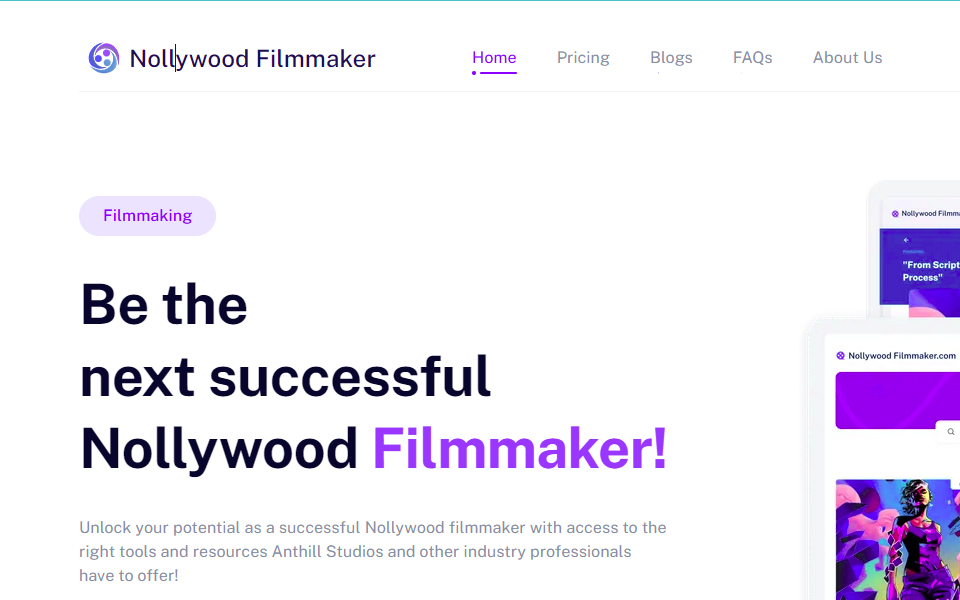 Nollywood Filmmaker
Home Pricing Blogs FAQs About Us
Filmmaking
Be the
next successful
Nollywood Filmmaker!
Unlock your potential as a successful Nollywood filmmaker with access to the
right tools and resources Anthill Studios and other industry professionals
have to offer!
Nollywood Filmma
"From Script
Process"
Nollywood Filmmaker.com